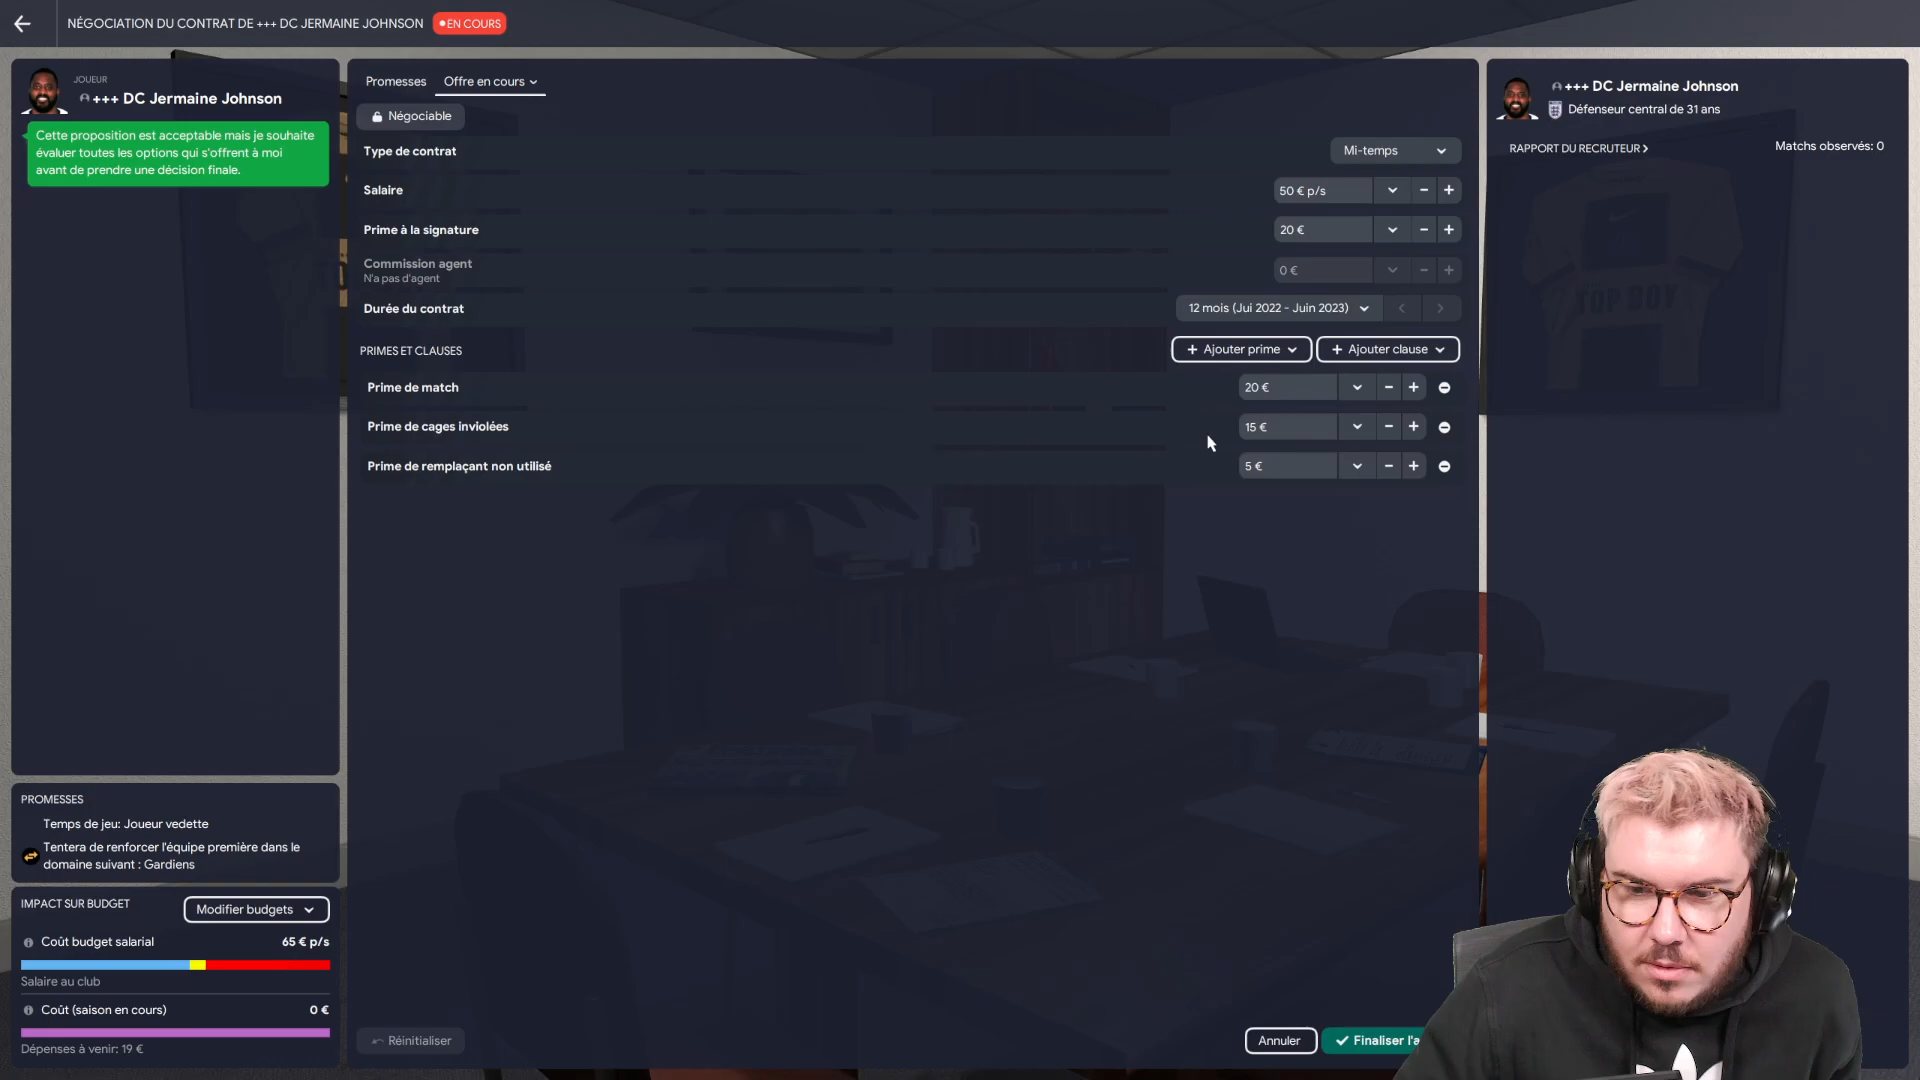 NÉGOCIATION DU CONTRAT DE +++ DC JERMAINE JOHNSON
EN COURS
JOUEUR
+++ DC Jermaine Johnson
Cette proposition est acceptable mais je souhaite
évaluer toutes les options qui s'offrent à moi
avant de prendre une décision finale.
Promesses
Offre en cours
Négociable
Type de contrat
Mi-temps
Salaire
50 € p/s
Prime à la signature
20 €
Commission agent
N'a pas d'agent
0 €
Durée du contrat
12 mois (Jui 2022 - Juin 2023)
PRIMES ET CLAUSES
+ Ajouter prime
+ Ajouter clause
Prime de match
20 €
Prime de cages inviolées
15 €
Prime de remplaçant non utilisé
5 €
+++ DC Jermaine Johnson
Défenseur central de 31 ans
RAPPORT DU RECRUTEUR
Matchs observés: 0
TOP BOY
PROMESSES
Temps de jeu: Joueur vedette
Tentera de renforcer l'équipe première dans le
domaine suivant : Gardiens
IMPACT SUR BUDGET
Modifier budgets
Coût budget salarial
65 € p/s
Salaire au club
Coût (saison en cours)
0 €
Dépenses à venir: 19 €
Réinitialiser
Annuler
Finaliser l'a